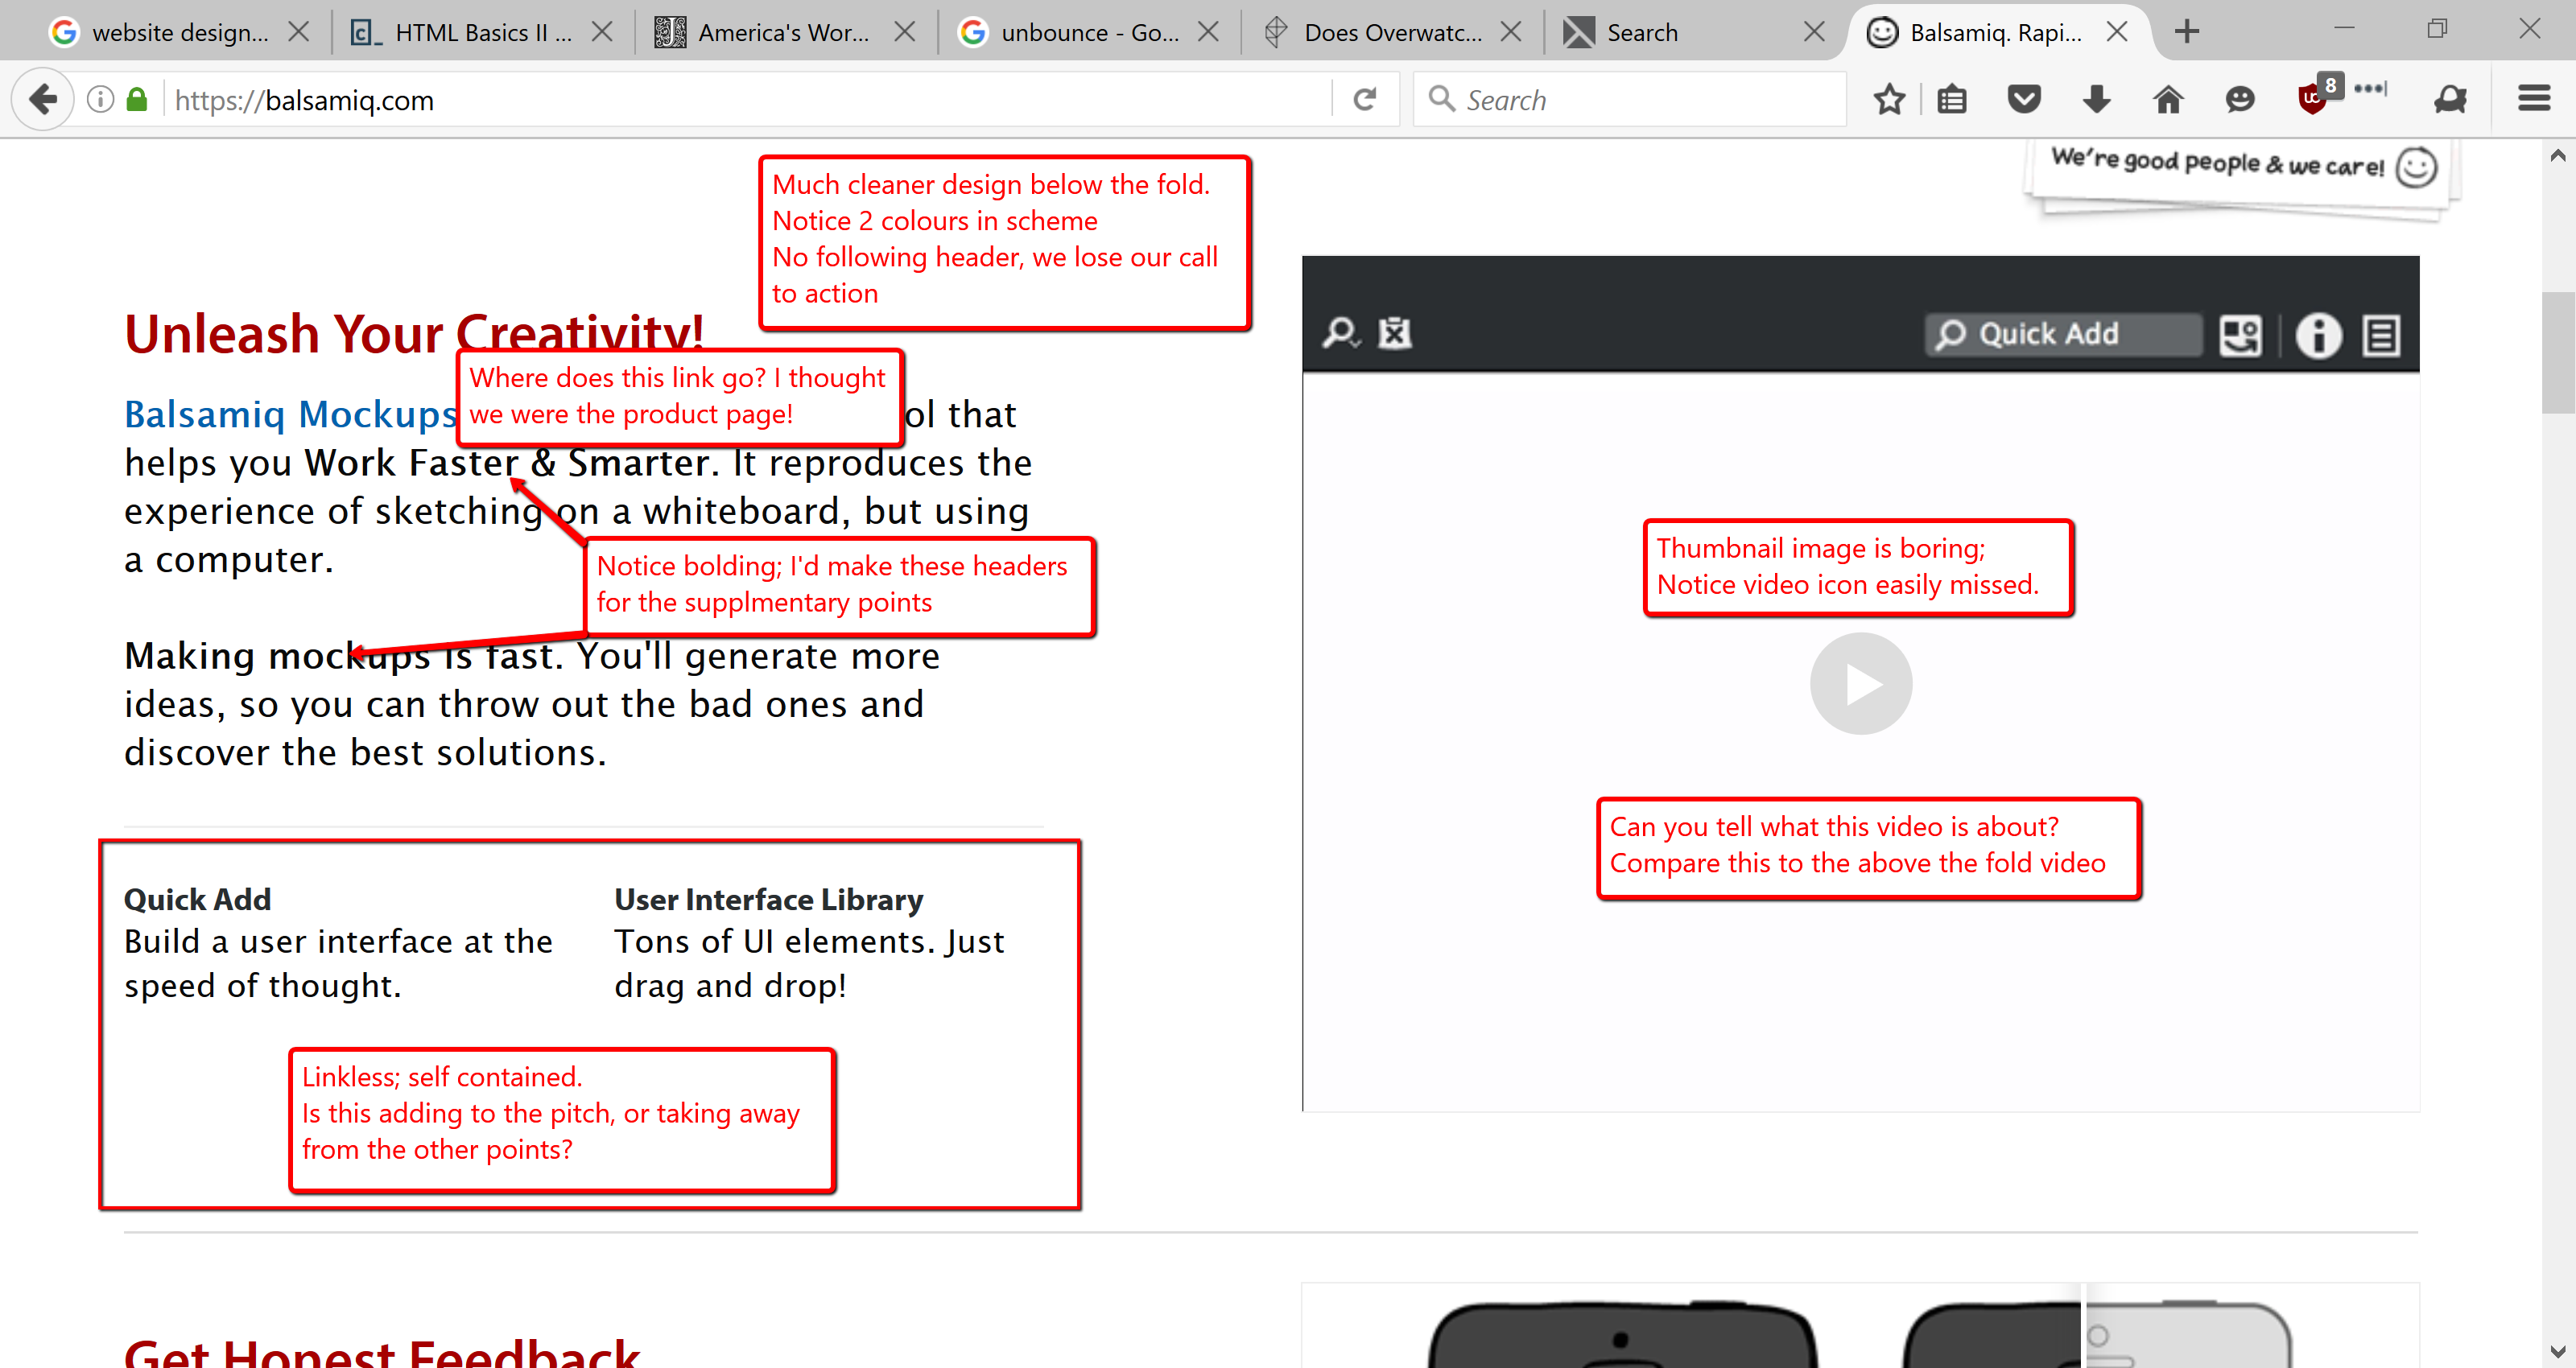 website design...
HTML Basics II ...
America's Wor...
unbounce - Go...
Does Overwatc...
Search
Balsamiq. Rapi...
https://balsamiq.com
Search
8
We're good people & we care!
Much cleaner design below the fold.
Notice 2 colours in scheme
No following header, we lose our call
to action
Unleash Your Creativity!
Where does this link go? I thought
we were the product page!
Balsamiq Mockups
ol that
helps you Work Faster & Smarter. It reproduces the
experience of sketching on a whiteboard, but using
a computer.
Notice bolding; I'd make these headers
for the supplmentary points
Making mockups is fast. You'll generate more
ideas, so you can throw out the bad ones and
discover the best solutions.
Quick Add
Build a user interface at the
speed of thought.
User Interface Library
Tons of UI elements. Just
drag and drop!
Linkless; self contained.
Is this adding to the pitch, or taking away
from the other points?
Quick Add
Thumbnail image is boring;
Notice video icon easily missed.
Can you tell what this video is about?
Compare this to the above the fold video
Get Honest Feedback